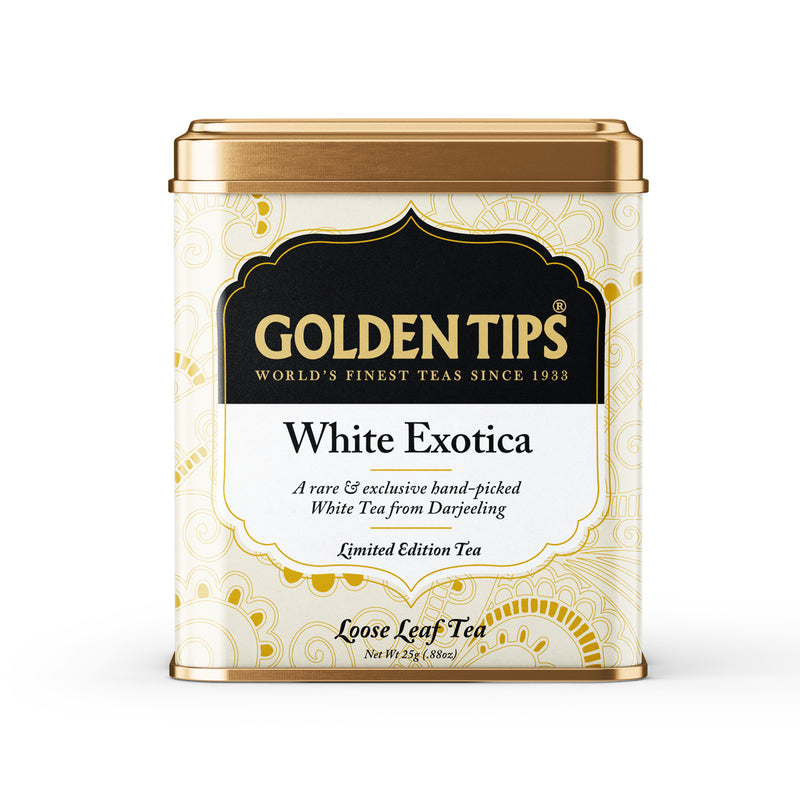 GOLDEN TIPS®
WORLD'S FINEST TEAS SINCE 1933
White Exotica
A rare & exclusive hand-picked
White Tea from Darjeeling
Limited Edition Tea
Loose Leaf Tea
Net Wt 25g (.88oz)